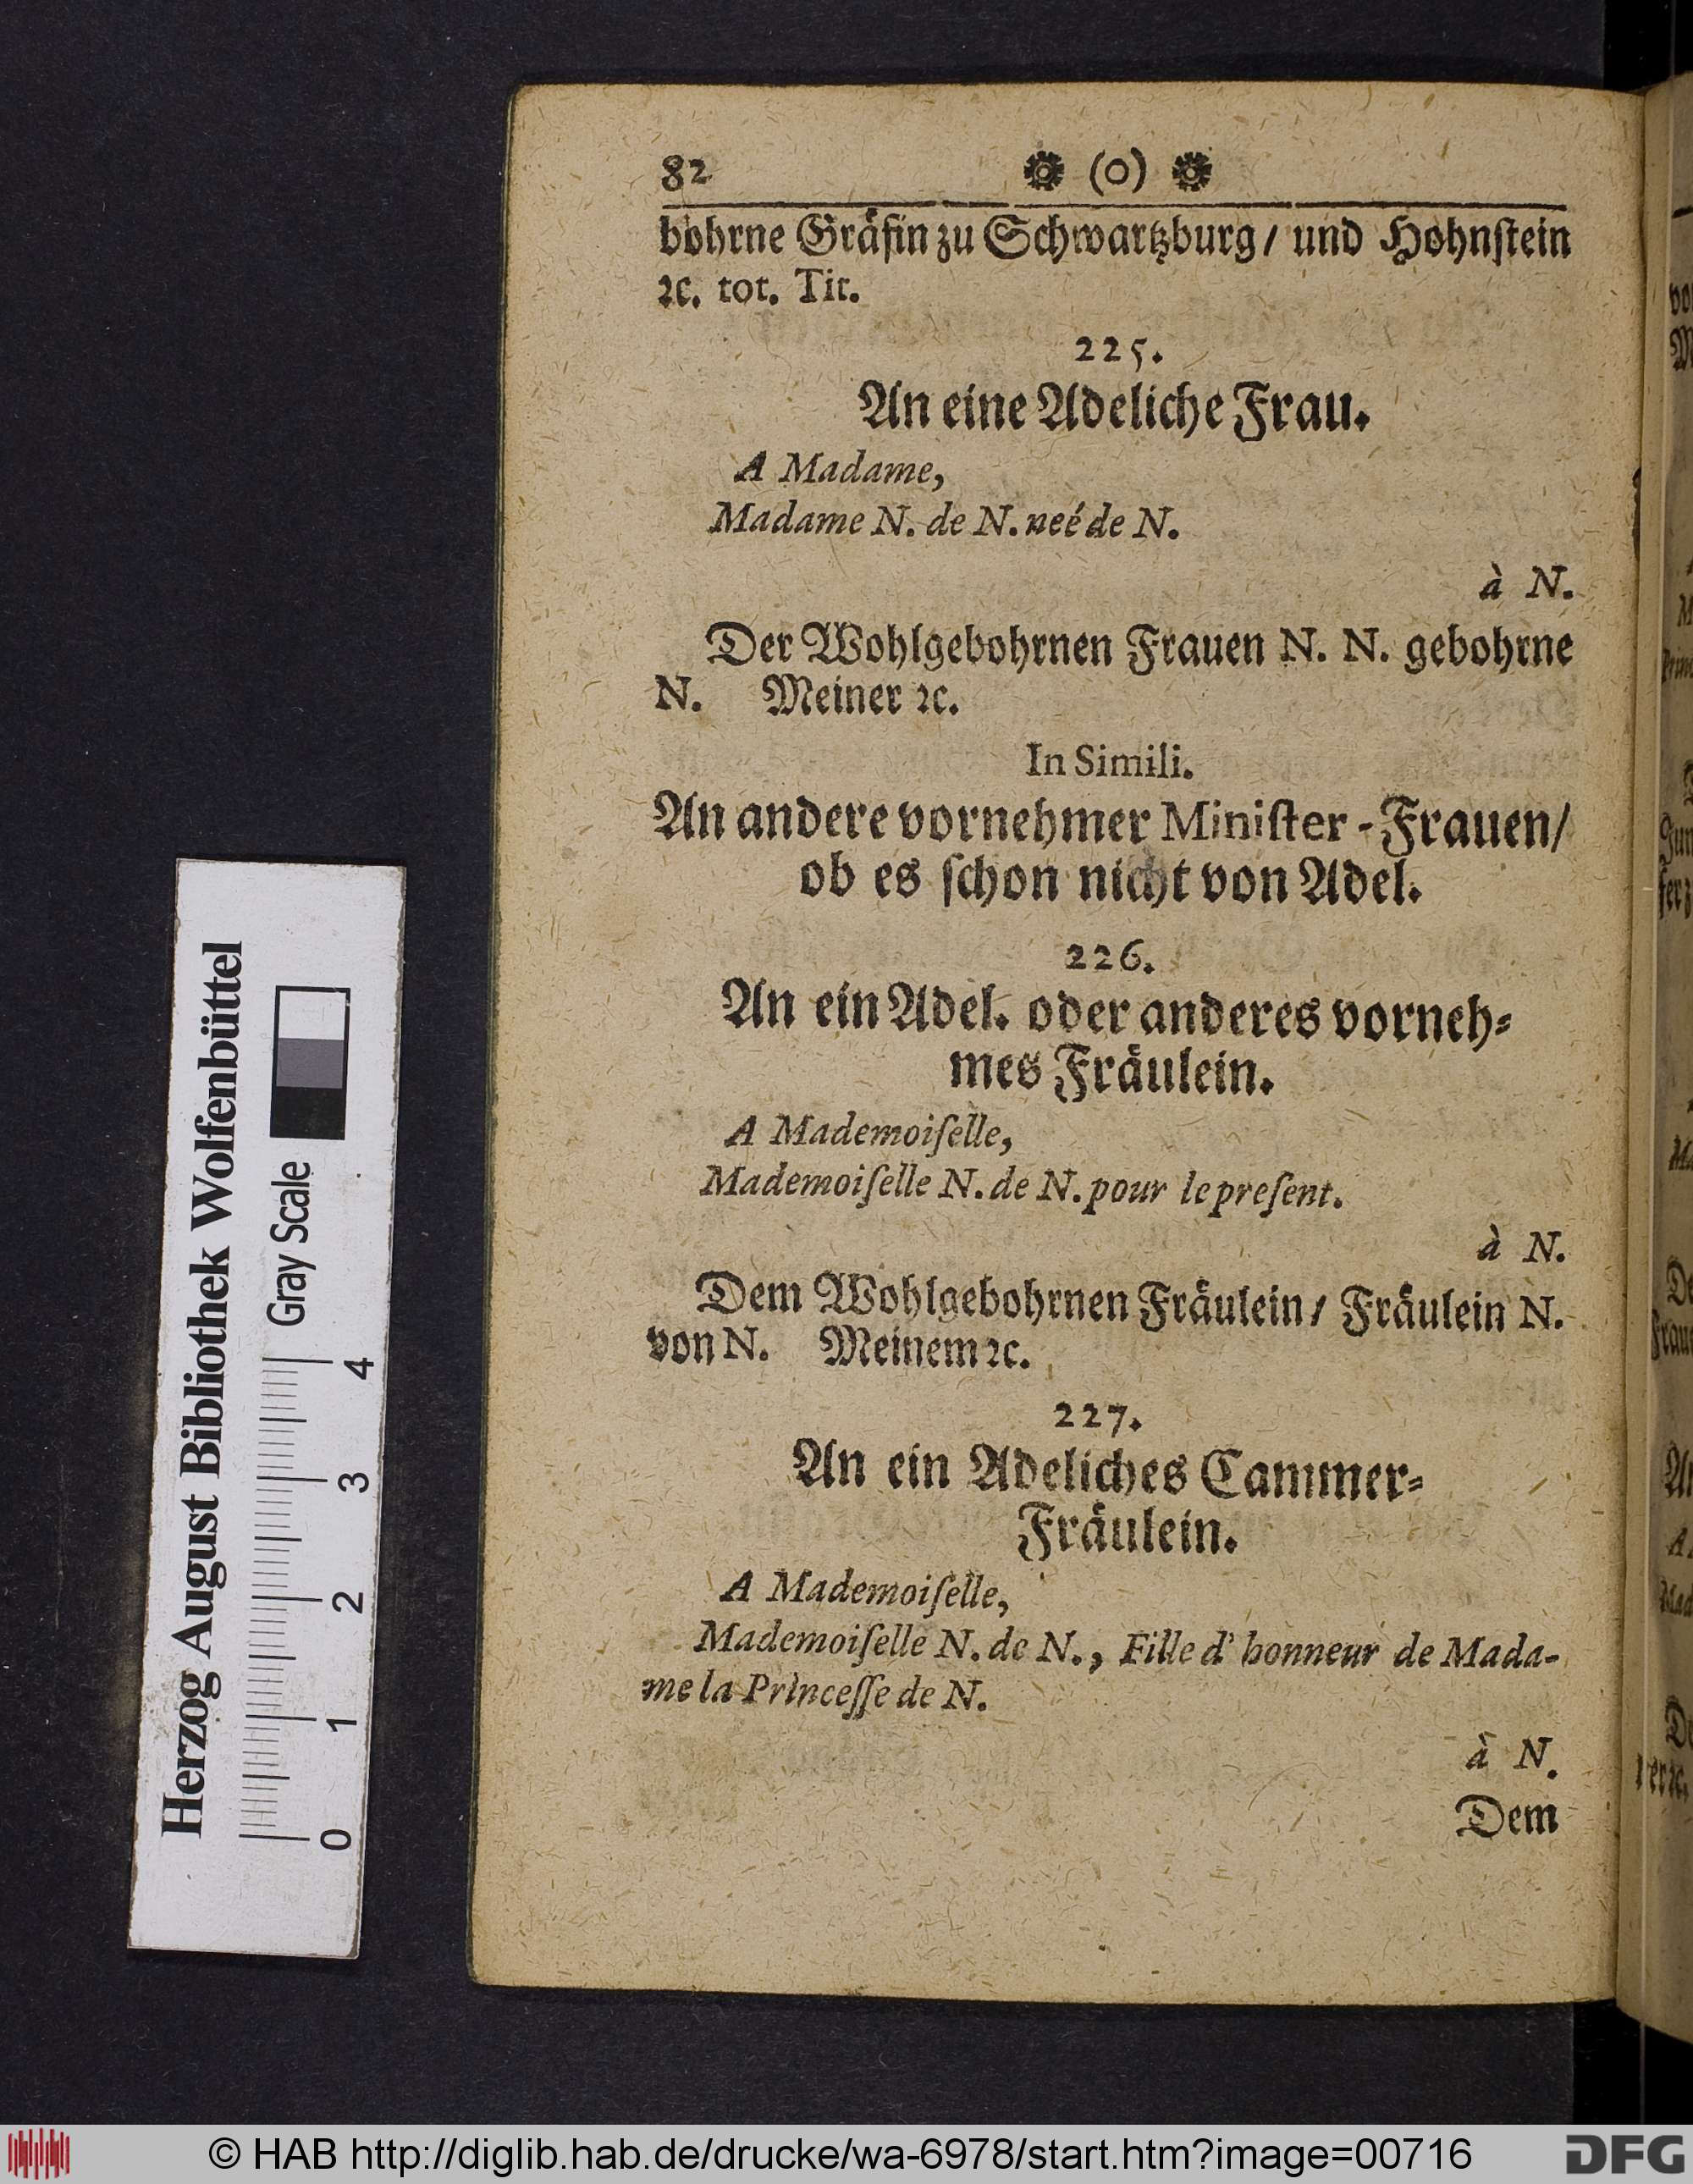 82 (o)
bohrne Gräfin zu Schwartzburg / und Hohnſtein
ꝛc. tot. Tit.
225.
An eine Adeliche Frau.
A Madame,
Madame N. de N. neé de N.
à N.
Der Wohlgebohrnen Frauen N. N. gebohrne
N. Meiner ꝛc.
In Simili.
An andere vornehmer Miniſter-Frauen/
ob es ſchon nicht von Adel.
226.
An ein Adel. oder anderes vorneh⸗
mes Fräulein.
A Mademoiſelle,
Mademoiſelle N. de N. pour le preſent.
à N.
Dem Wohlgebohrnen Fräulein / Fräulein N.
von N. Meinem ꝛc.
227.
An ein Adeliches Cammer⸗
Fräulein.
A Mademoiſelle,
Mademoiſelle N. de N., Fille d' honneur de Mada-
me la Princeſſe de N.
à N.
Dem
Herzog August Bibliothek Wolfenbüttel
Gray Scale
0 1 2 3 4
© HAB http://diglib.hab.de/drucke/wa-6978/start.htm?image=00716
DFG